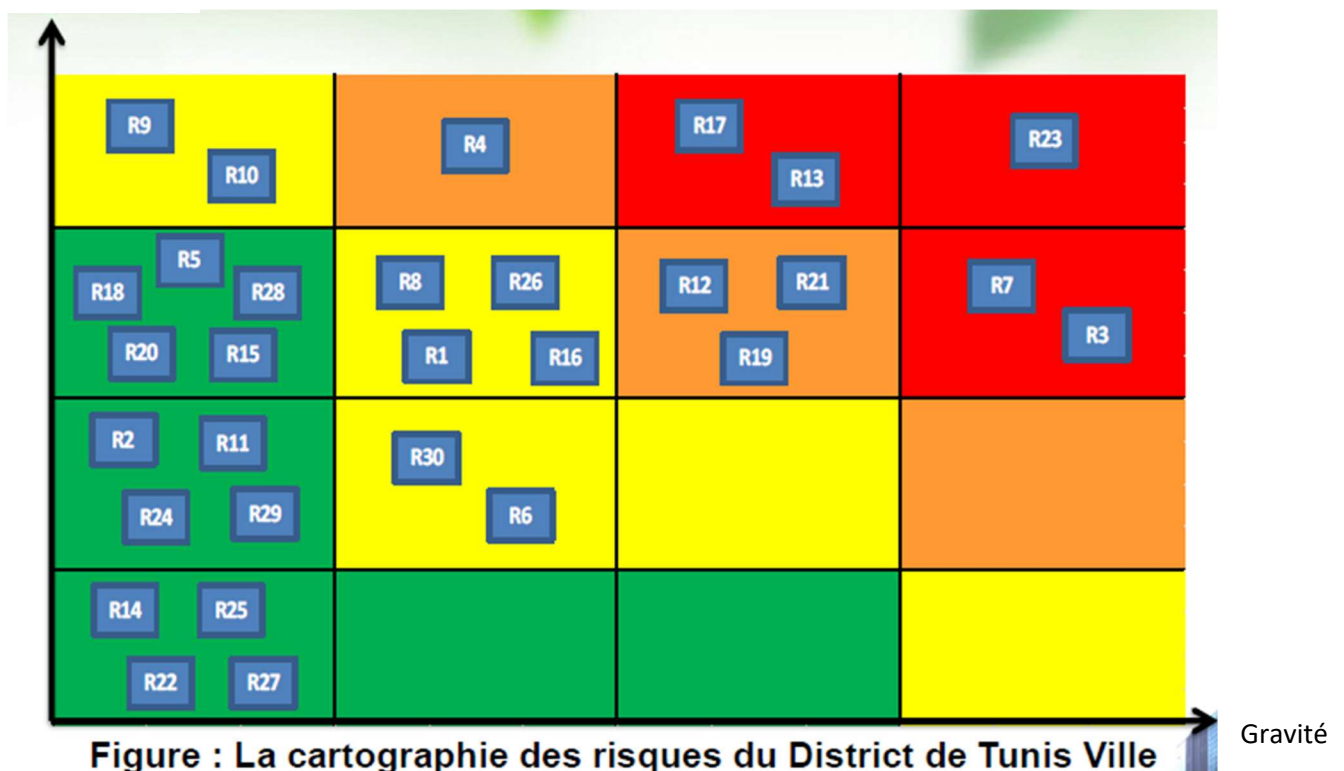 R9
R10
R4
R17
R13
R23
R5
R18
R28
R20
R15
R8
R26
R1
R16
R12
R21
R19
R7
R3
R2
R11
R24
R29
R30
R6
R14
R25
R22
R27
Gravité
Figure : La cartographie des risques du District de Tunis Ville